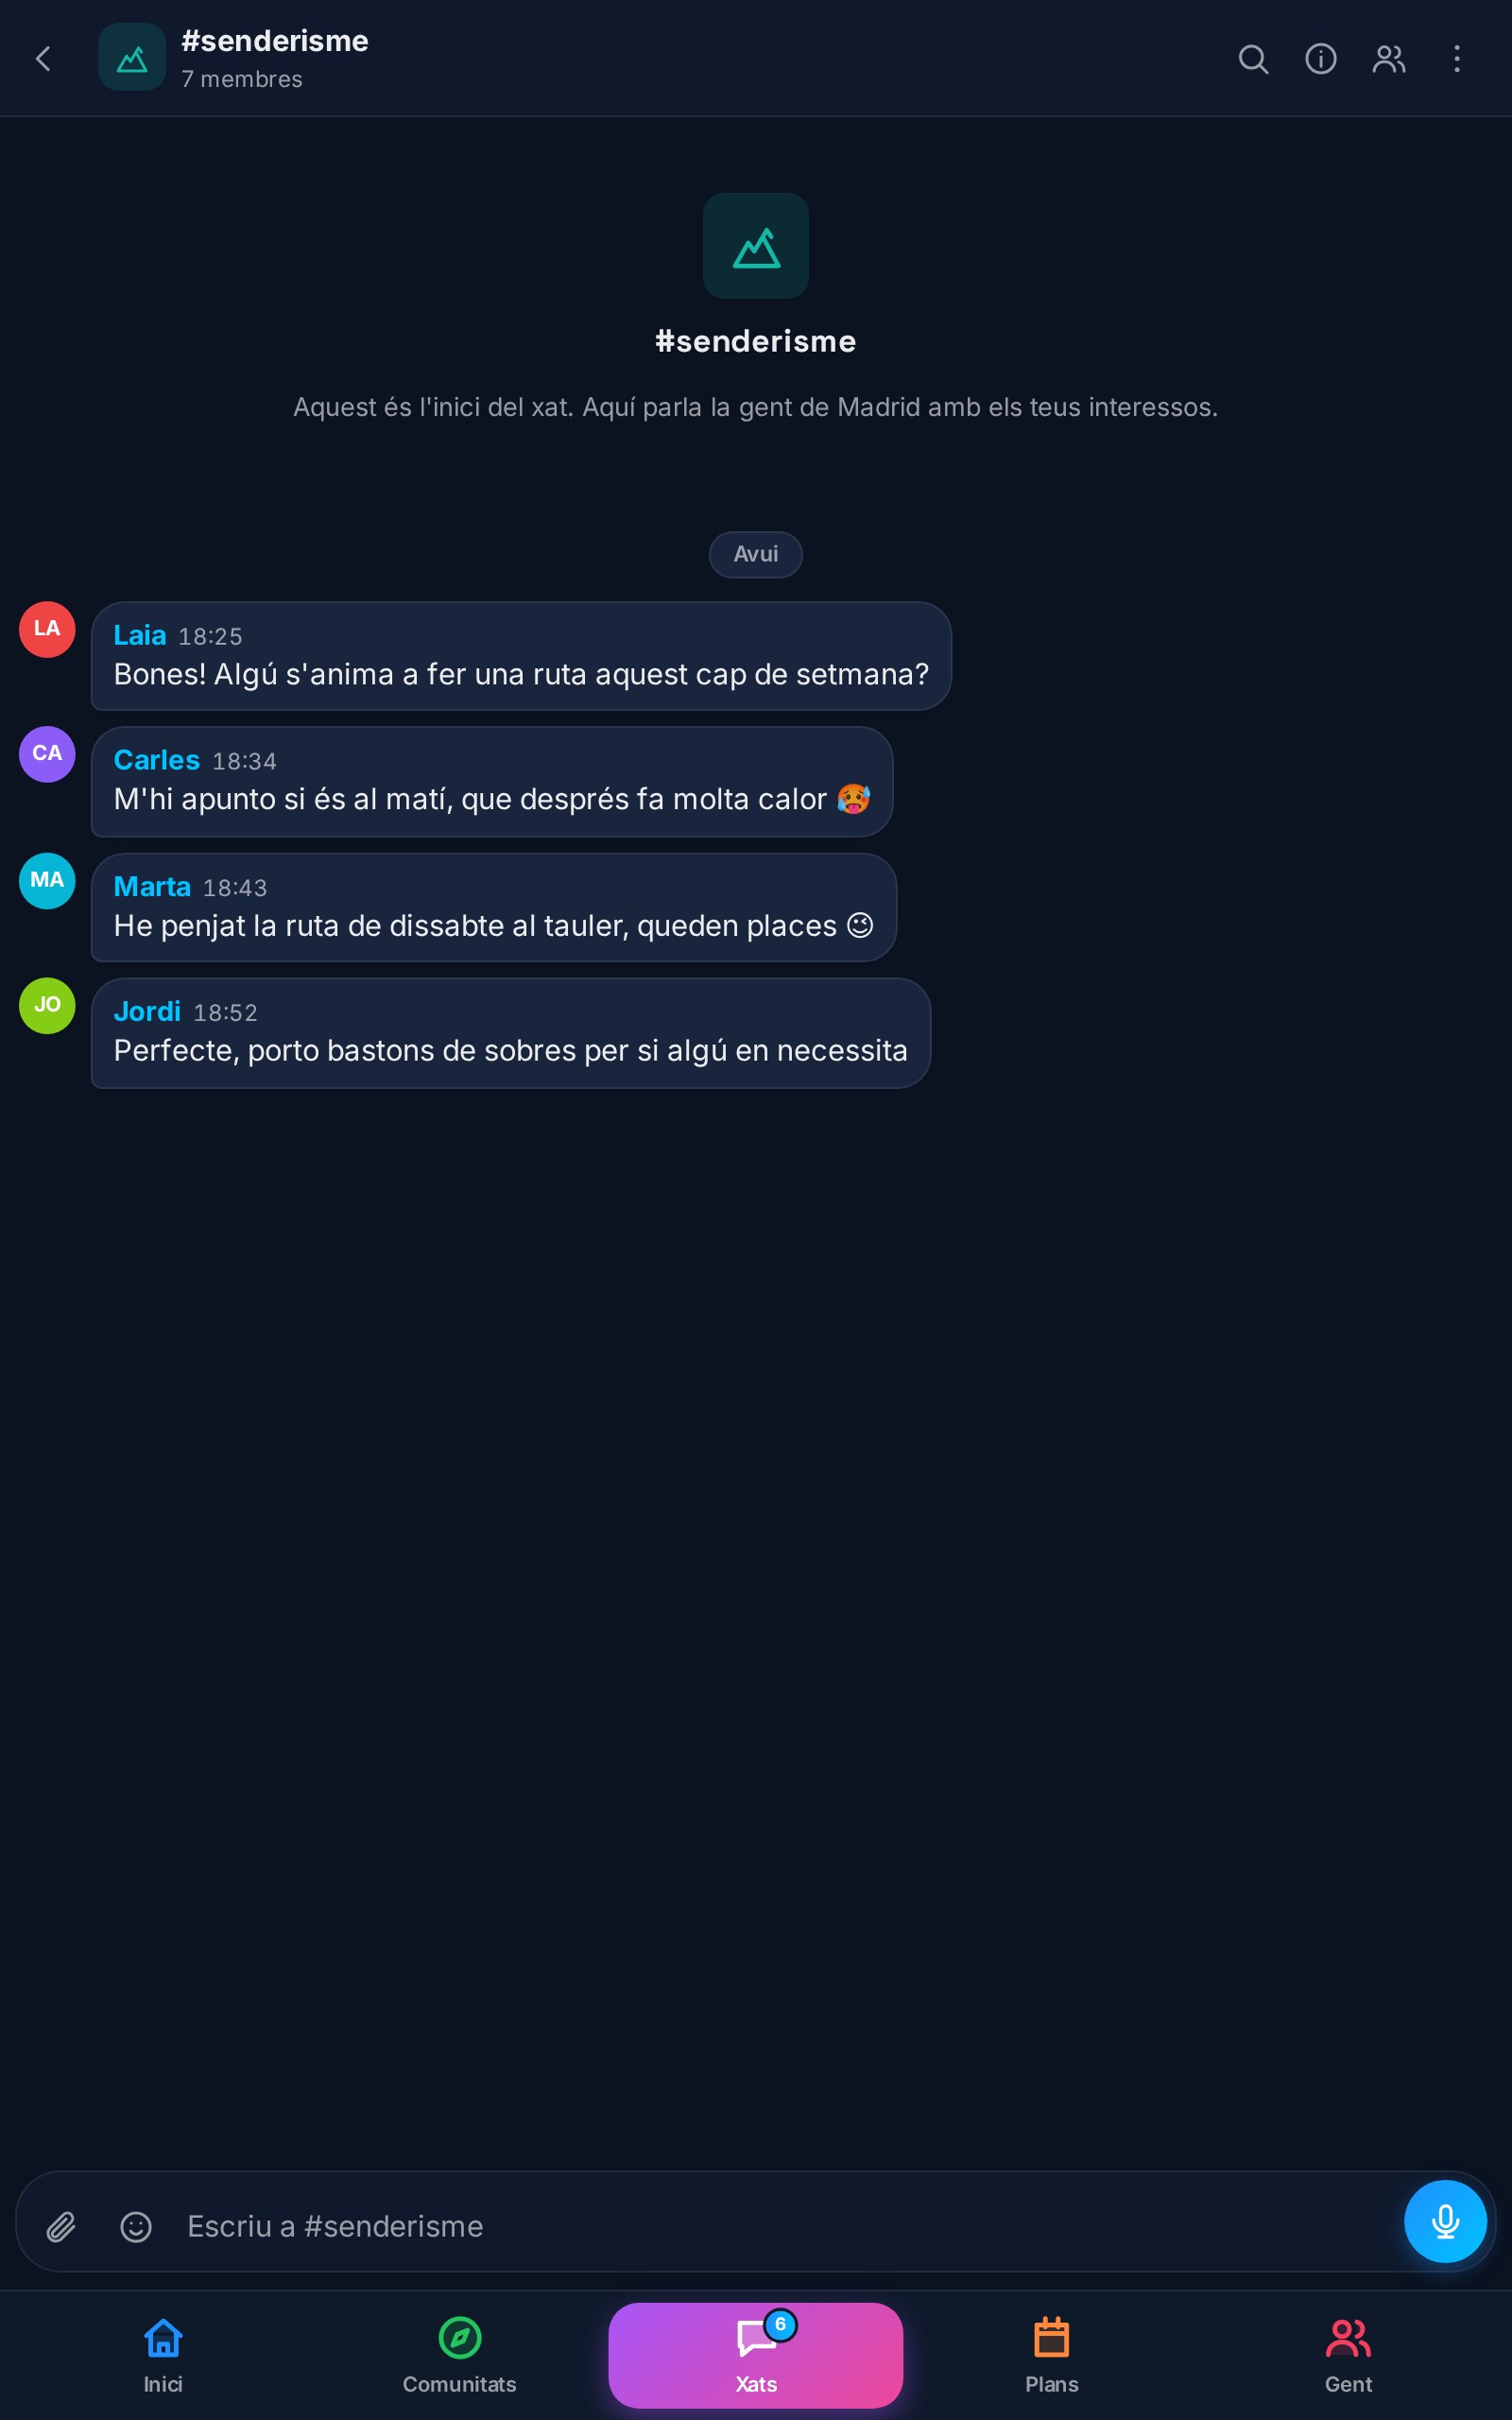 #senderisme
7 membres
#senderisme
Aquest és l'inici del xat. Aquí parla la gent de Madrid amb els teus interessos.
Avui
LA
Laia 18:25
Bones! Algú s'anima a fer una ruta aquest cap de setmana?
CA
Carles 18:34
M'hi apunto si és al matí, que després fa molta calor 🥵
MA
Marta 18:43
He penjat la ruta de dissabte al tauler, queden places 😉
JO
Jordi 18:52
Perfecte, porto bastons de sobres per si algú en necessita
Escriu a #senderisme
6
Inici Comunitats Xats Plans Gent